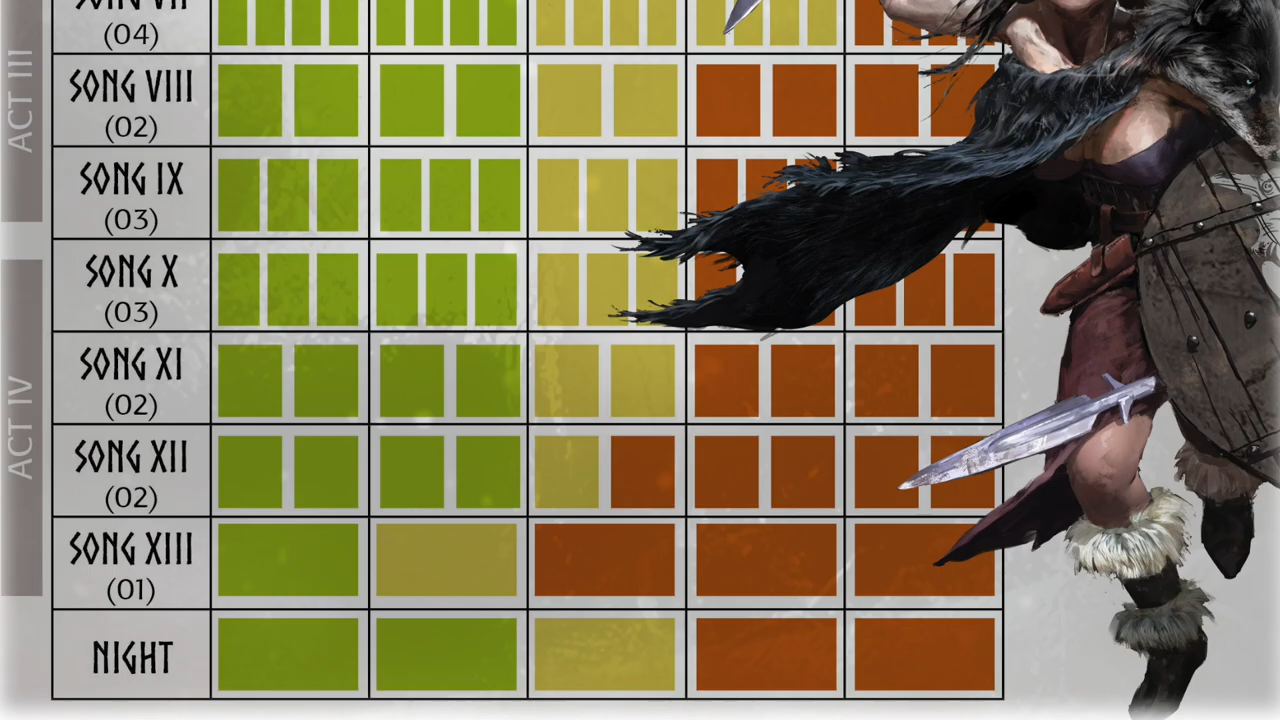 ACT III
(04)
SONG VIII
(02)
SONG IX
(03)
SONG X
(03)
ACT IV
SONG XI
(02)
SONG XII
(02)
SONG XIII
(01)
NIGHT